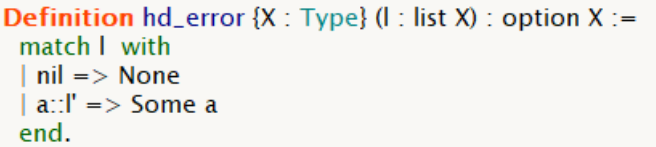 Definition hd_error {X : Type} (l : list X) : option X :=
match l with
| nil => None
| a::l' => Some a
end.